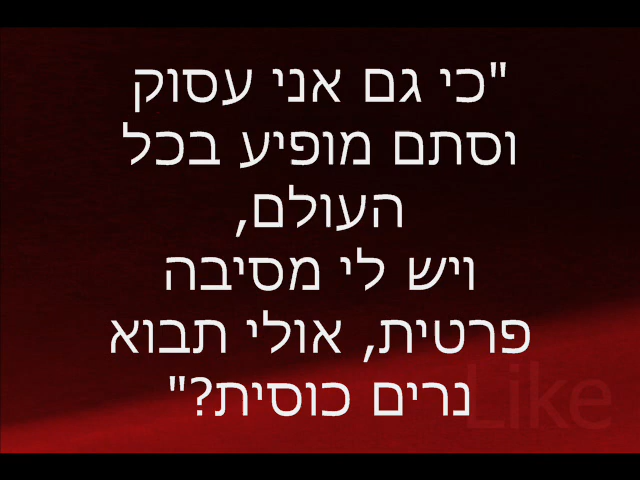 "כי גם אני עסוק
וסתם מופיע בכל
העולם,
ויש לי מסיבה
פרטית, אולי תבוא
נרים כוסית?"
Like